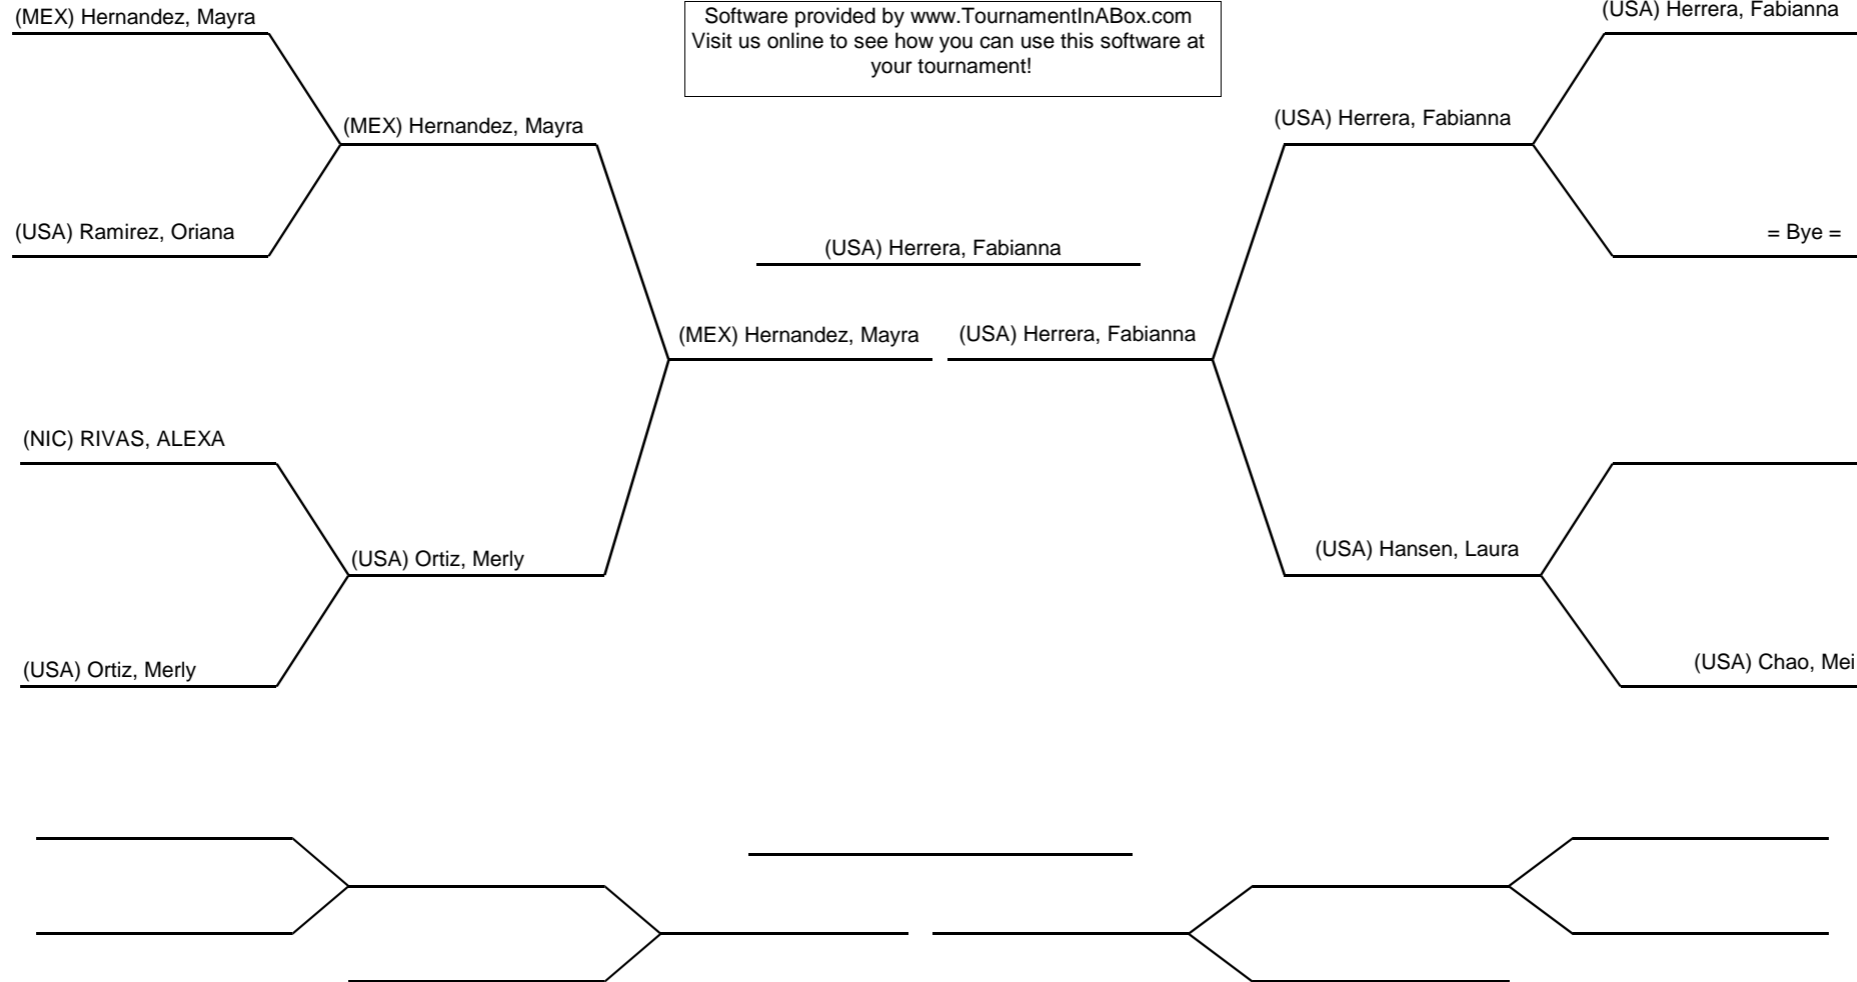 (MEX) Hernandez, Mayra
Software provided by www.TournamentInABox.com
Visit us online to see how you can use this software at
your tournament!
(USA) Herrera, Fabianna
(MEX) Hernandez, Mayra
(USA) Herrera, Fabianna
(USA) Ramirez, Oriana
(USA) Herrera, Fabianna
= Bye =
(MEX) Hernandez, Mayra
(USA) Herrera, Fabianna
(NIC) RIVAS, ALEXA
(USA) Ortiz, Merly
(USA) Hansen, Laura
(USA) Ortiz, Merly
(USA) Chao, Mei